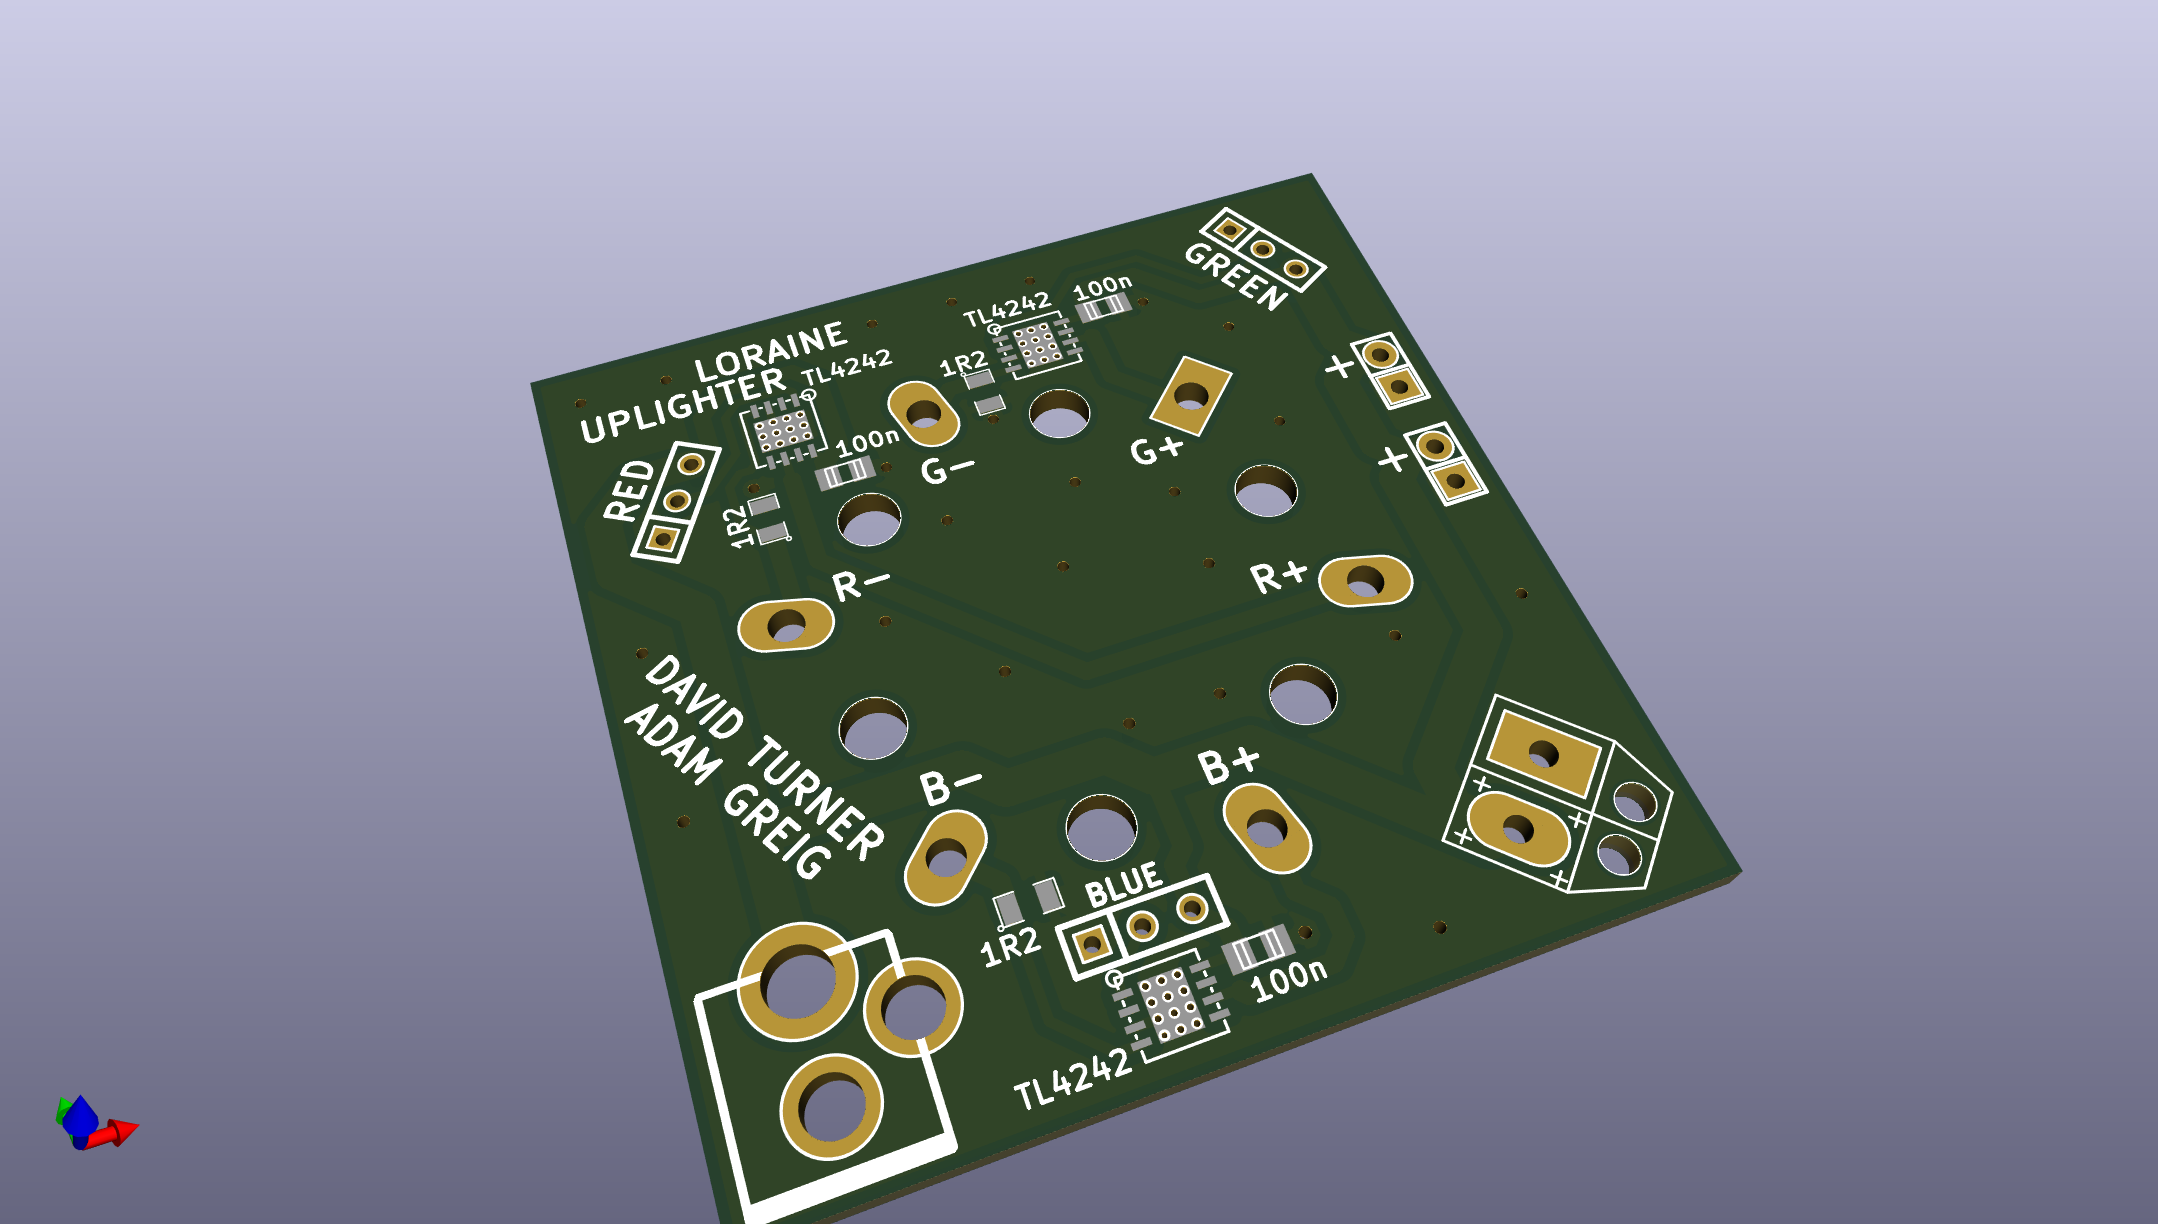 GREEN
100n
TL4242
LORAINE
UPLIGHTER
TL4242
1R2
100n
G−
G+
+
+
RED
1R2
R−
R+
DAVID TURNER
ADAM GREIG
B−
B+
+
+
+
+
BLUE
1R2
100n
TL4242